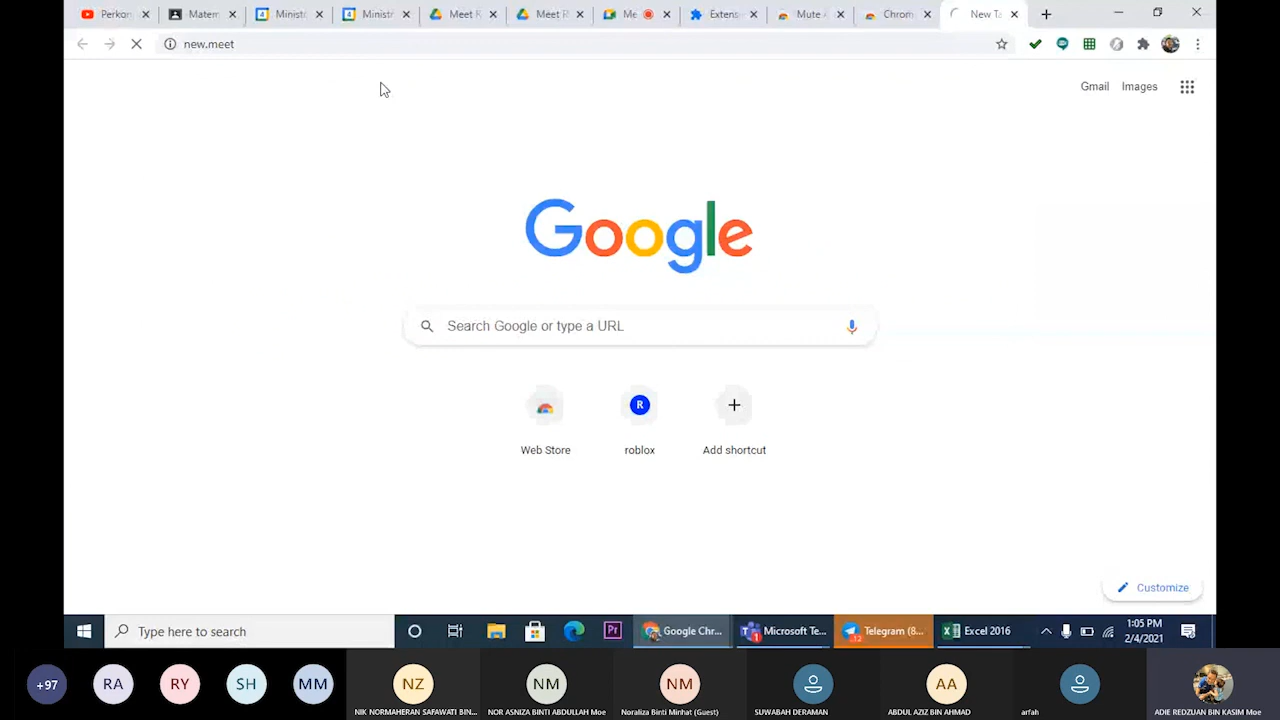 Perkon
Matem
Ministr
Ministr
Meet R
Meet R
Me
Extens
Mute
Chrom
New Ta
new.meet
Gmail
Images
Google
Search Google or type a URL
R
Web Store
roblox
Add shortcut
Customize
Type here to search
Pr
Google Chr...
Microsoft Te...
Telegram (8...
Excel 2016
1:05 PM
2/4/2021
+97
RA
RY
SH
MM
NZ
NM
NM
AA
NIK NORMAHERAN SAFAWATI BIN...
NOR ASNIZA BINTI ABDULLAH Moe
Noraliza Binti Minhat (Guest)
SUWABAH DERAMAN
ABDUL AZIZ BIN AHMAD
arfah
ADIE REDZUAN BIN KASIM Moe